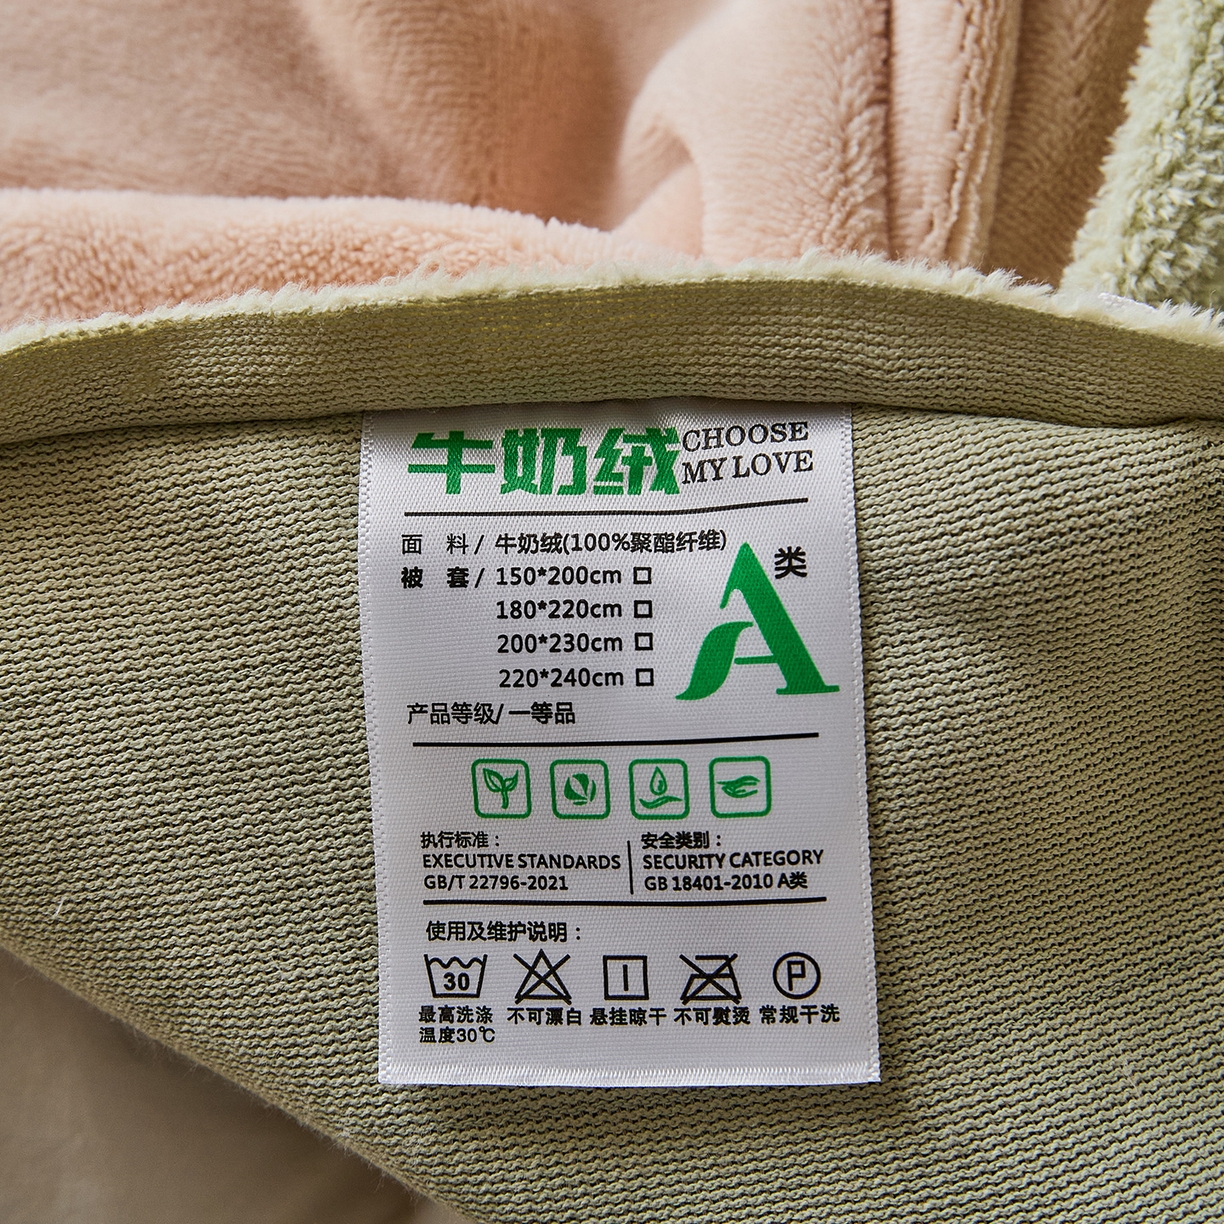 牛奶绒 CHOOSE
MY LOVE
面 料 / 牛奶绒(100%聚酯纤维)
被 套 / 150*200cm □
180*220cm □
200*230cm □
220*240cm □
A类
产品等级/ 一等品
执行标准：
EXECUTIVE STANDARDS
GB/T 22796-2021
安全类别：
SECURITY CATEGORY
GB 18401-2010 A类
使用及维护说明：
30
P
最高洗涤
温度30℃
不可漂白
悬挂晾干
不可熨烫
常规干洗